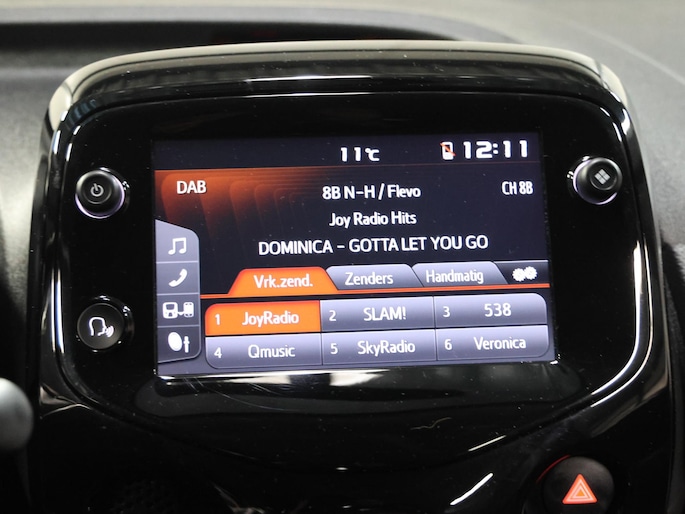 11°C 12:11
DAB 8B N-H / Flevo CH 8B
Joy Radio Hits
DOMINICA - GOTTA LET YOU GO
Vrk.zend. Zenders Handmatig
1 JoyRadio 2 SLAM! 3 538
4 Qmusic 5 SkyRadio 6 Veronica